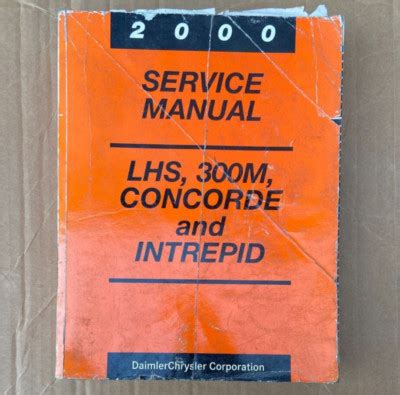 2000
SERVICE
MANUAL
LHS, 300M,
CONCORDE
and
INTREPID
DaimlerChrysler Corporation